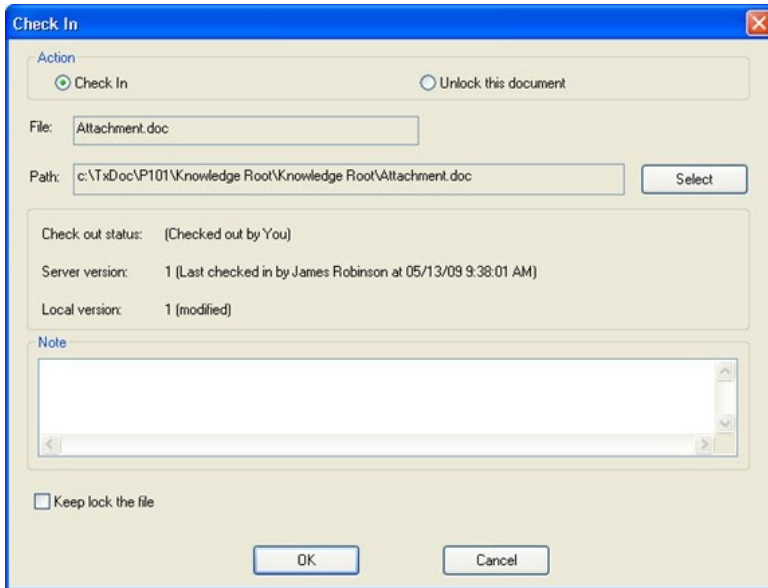 Check In
Action
Check In Unlock this document
File: Attachment.doc
Path: c:\TxDoc\P101\Knowledge Root\Knowledge Root\Attachment.doc Select
Check out status: (Checked out by You)
Server version: 1 (Last checked in by James Robinson at 05/13/09 9:38:01 AM)
Local version: 1 (modified)
Note
Keep lock the file
OK Cancel